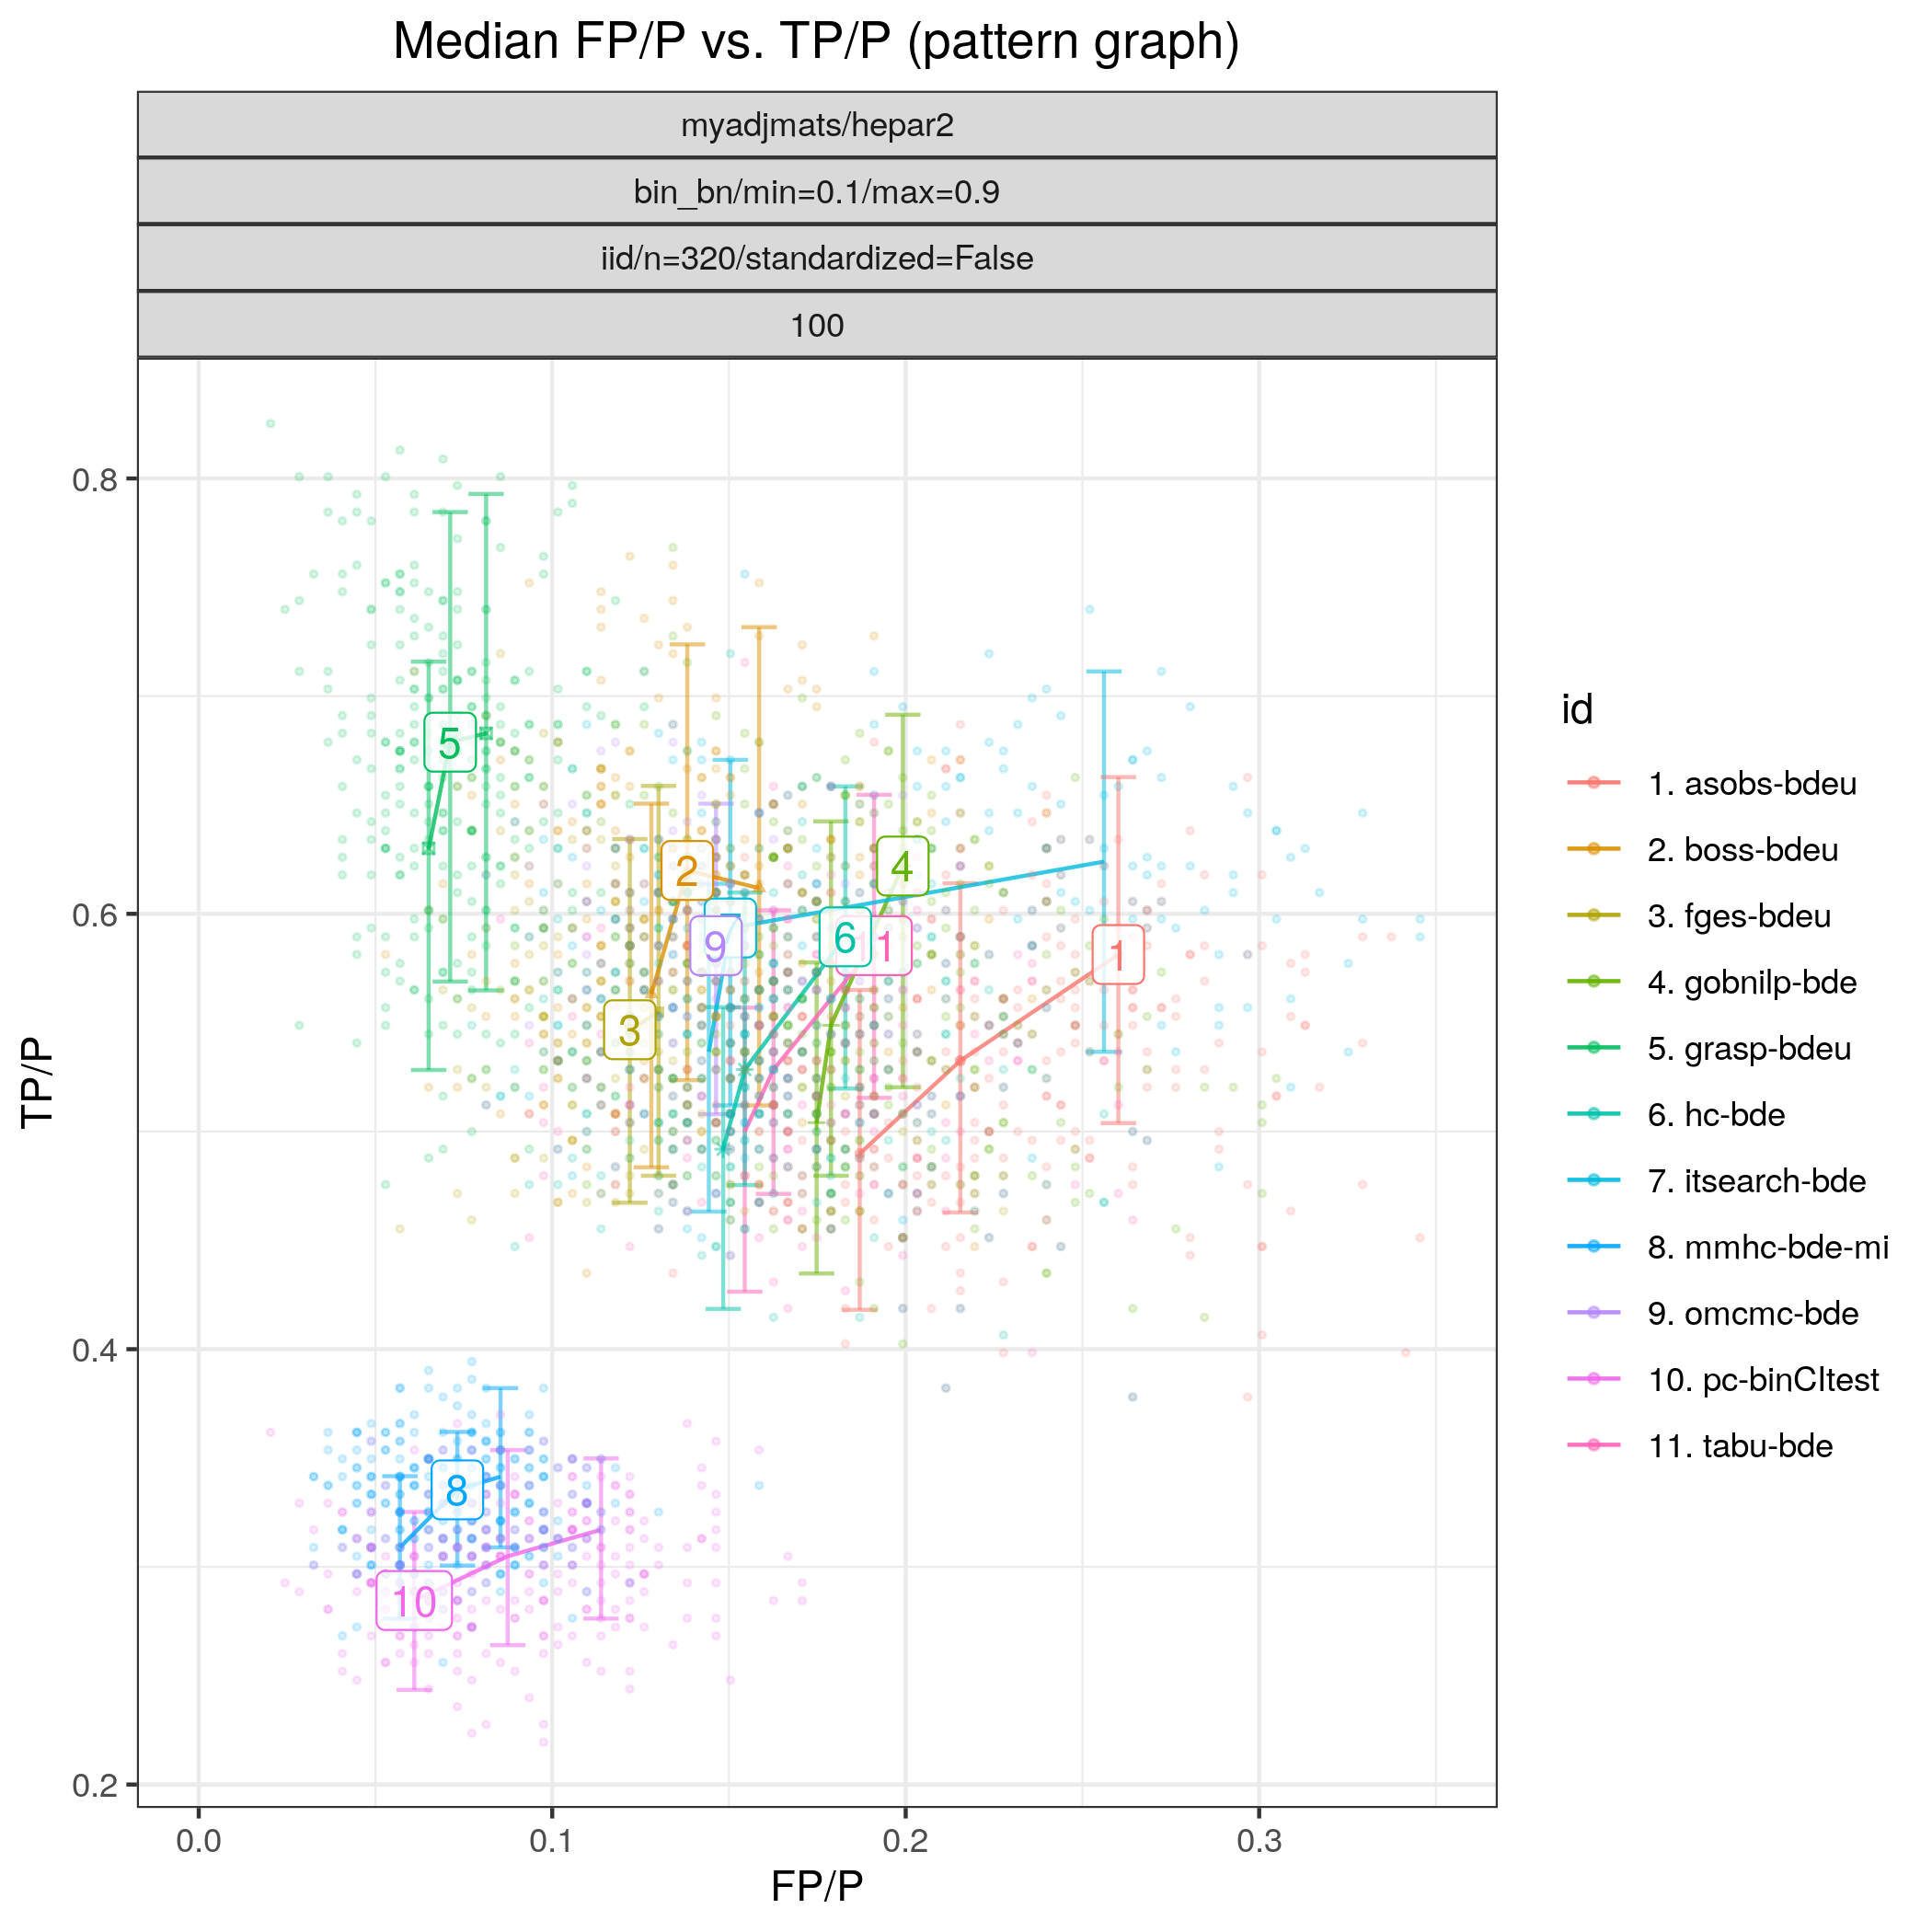 Median FP/P vs. TP/P (pattern graph)
myadjmats/hepar2
bin_bn/min=0.1/max=0.9
iid/n=320/standardized=False
100
0.8
0.6
0.4
0.2
TP/P
5
2
4
9
6
1
1
3
8
10
0.0
0.1
0.2
0.3
FP/P
id
1. asobs-bdeu
2. boss-bdeu
3. fges-bdeu
4. gobnilp-bde
5. grasp-bdeu
6. hc-bde
7. itsearch-bde
8. mmhc-bde-mi
9. omcmc-bde
10. pc-binCItest
11. tabu-bde